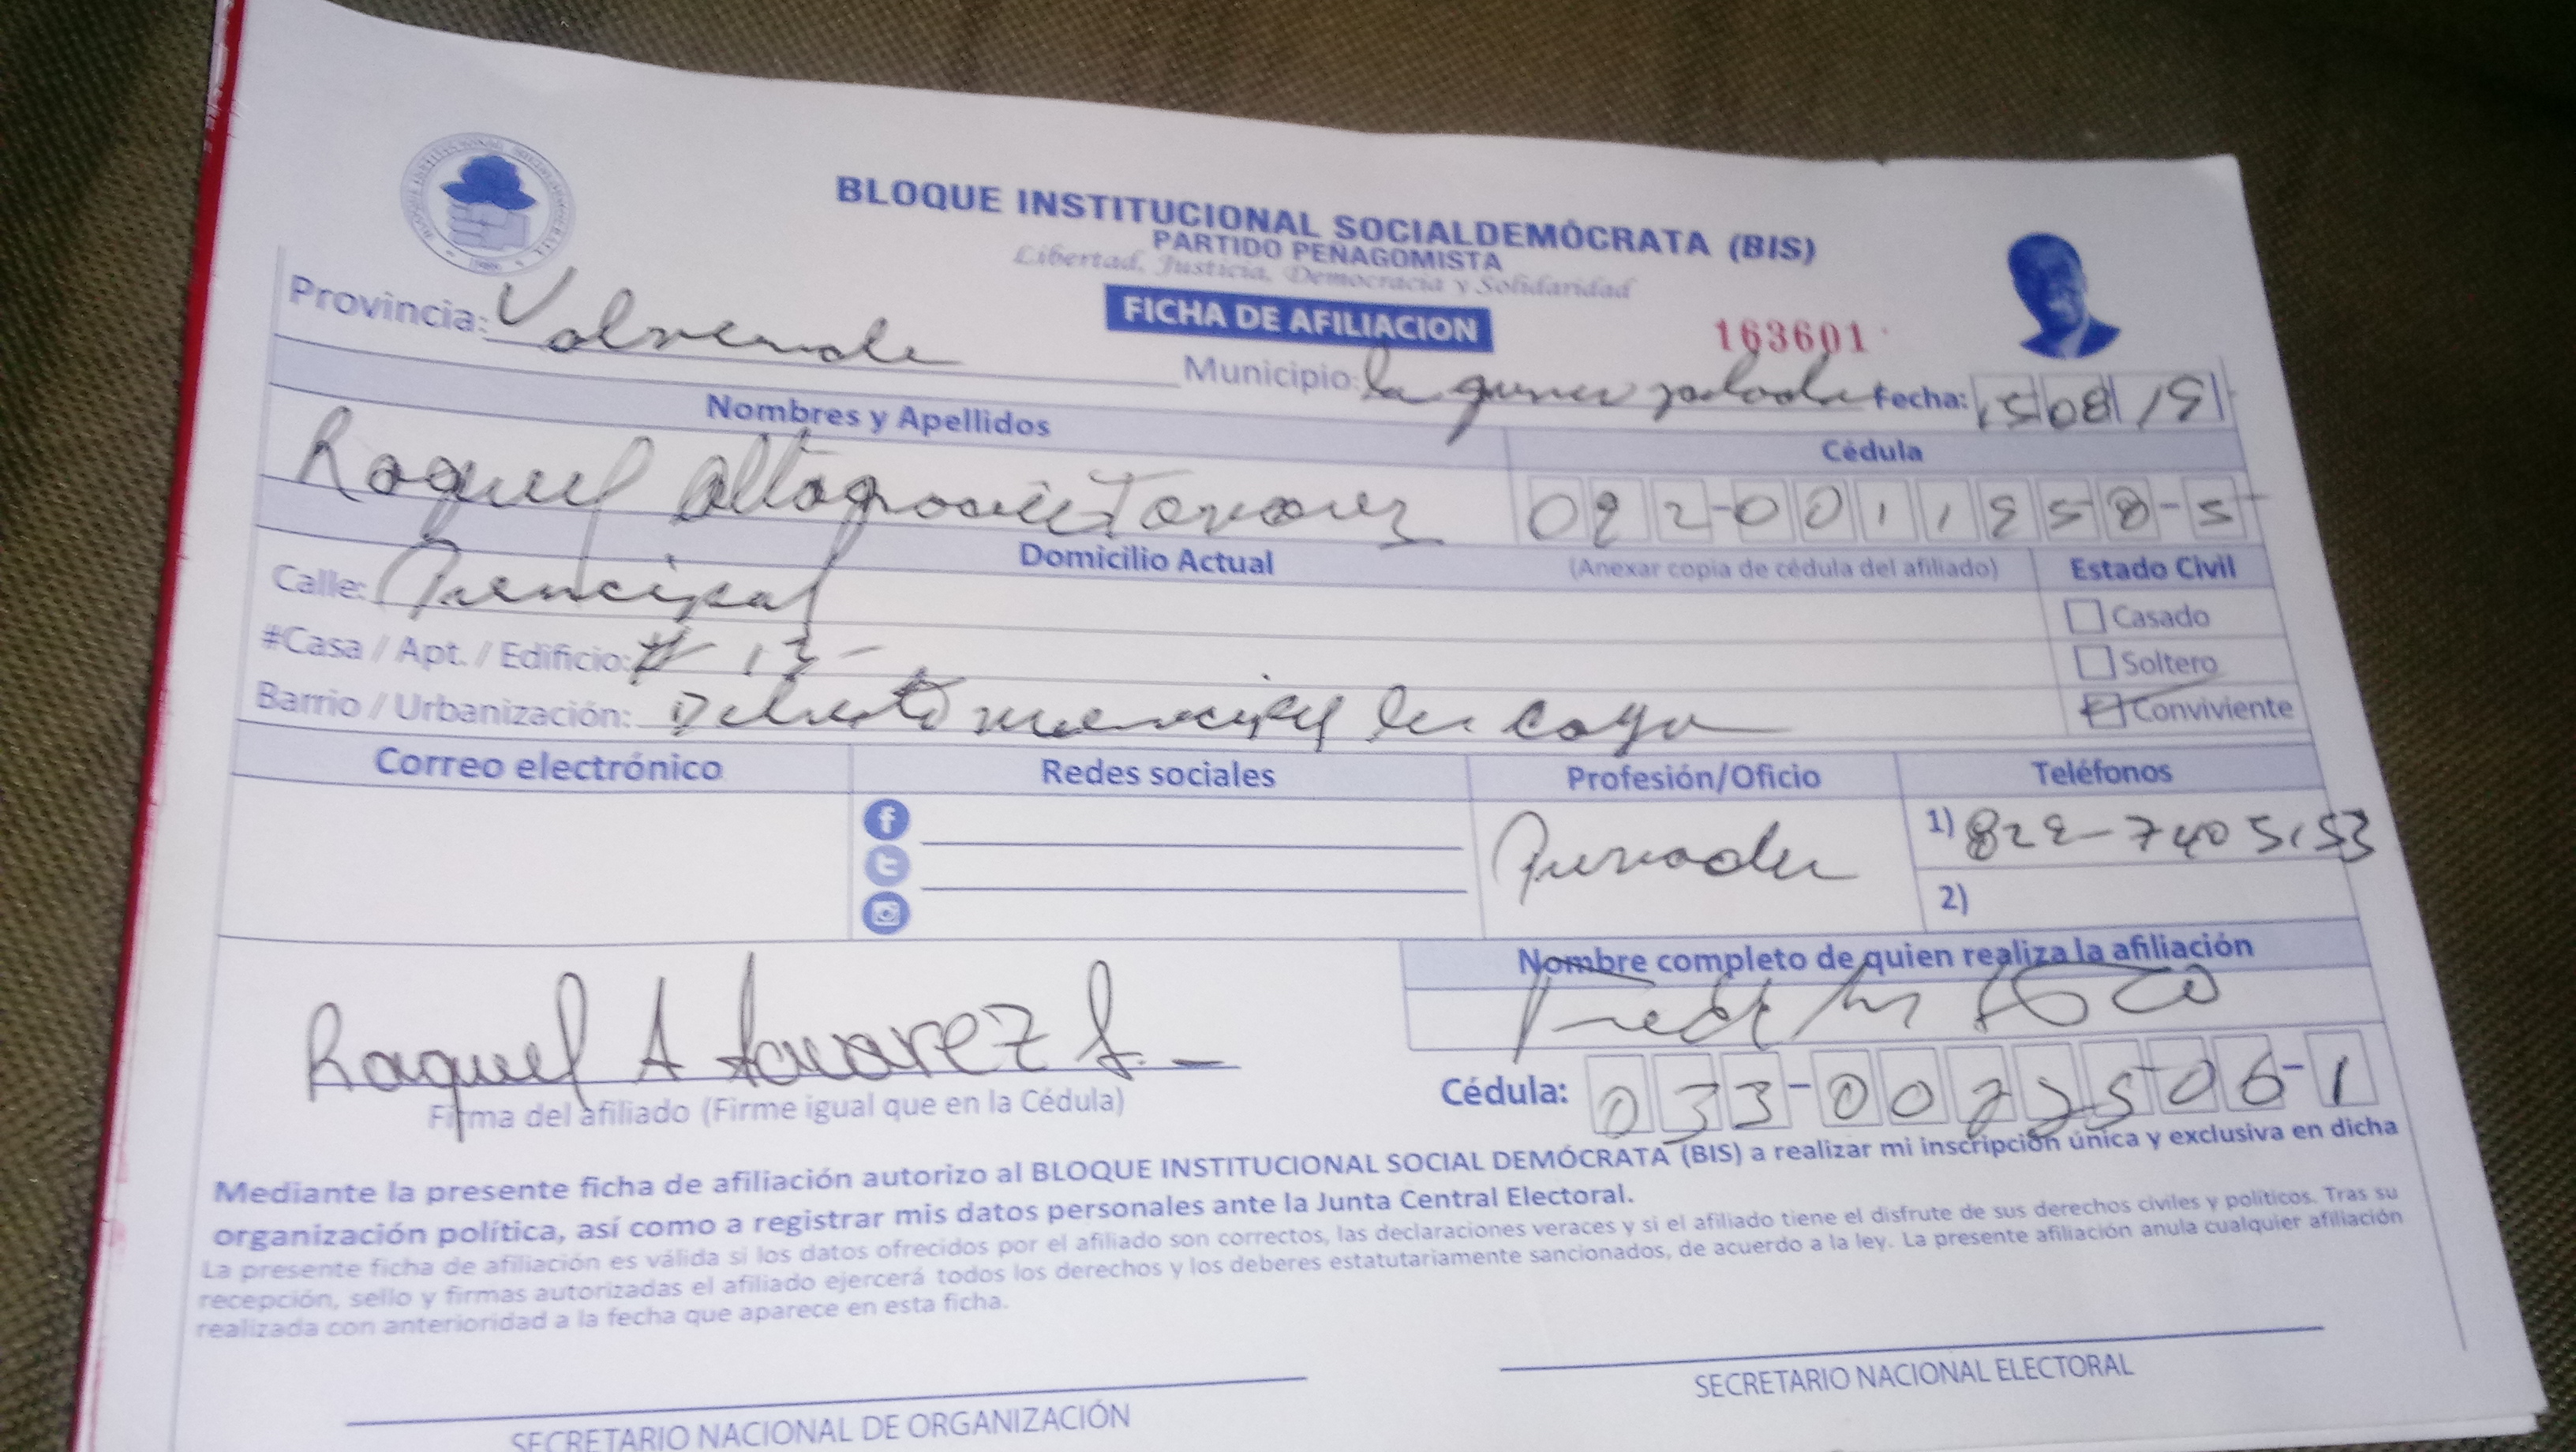 BLOQUE INSTITUCIONAL SOCIALDEMÓCRATA (BIS)
PARTIDO PEÑAGOMISTA
Libertad, Justicia, Democracia y Solidaridad
FICHA DE AFILIACION
163601
Provincia: Valverde
Municipio: laguna salada Fecha: 15 08 19
Nombres y Apellidos
Cédula
Raquel Altagracia Tavarez
Domicilio Actual
(Anexar copia de cédula del afiliado)
Estado Civil
Calle: Principal
Casado
#Casa / Apt. / Edificio: # 13-
Soltero
Barrio / Urbanización: la caya
Conviviente
Correo electrónico
Redes sociales
Profesión/Oficio
Teléfonos
1)
2)
Nombre completo de quien realiza la afiliación
Raquel A tavarez
Firma del afiliado (Firme igual que en la Cédula)
Cédula:
Mediante la presente ficha de afiliación autorizo al BLOQUE INSTITUCIONAL SOCIAL DEMÓCRATA (BIS) a realizar mi inscripción única y exclusiva en dicha
organización política, así como a registrar mis datos personales ante la Junta Central Electoral.
La presente ficha de afiliación es válida si los datos ofrecidos por el afiliado son correctos, las declaraciones veraces y si el afiliado tiene el disfrute de sus derechos civiles y políticos. Tras su
recepción, sello y firmas autorizadas el afiliado ejercerá todos los derechos y los deberes estatutariamente sancionados, de acuerdo a la ley. La presente afiliación anula cualquier afiliación
realizada con anterioridad a la fecha que aparece en esta ficha.
SECRETARIO NACIONAL DE ORGANIZACIÓN
SECRETARIO NACIONAL ELECTORAL